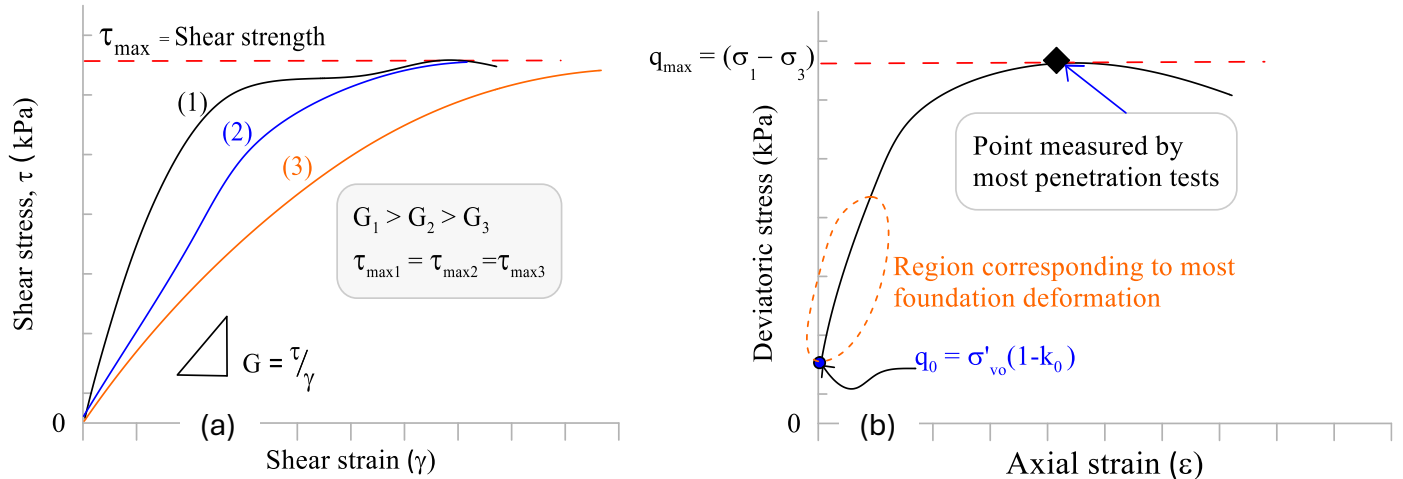 τmax = Shear strength
(1)
(2)
(3)
G1 > G2 > G3
τmax1 = τmax2 =τmax3
G = τ/γ
Shear stress, τ ( kPa)
0
(a)
Shear strain (γ)
qmax = (σ1− σ3)
Point measured by
most penetration tests
Region corresponding to most
foundation deformation
q0 = σ'vo(1-k0)
Deviatoric stress (kPa)
0
(b)
Axial strain (ε)